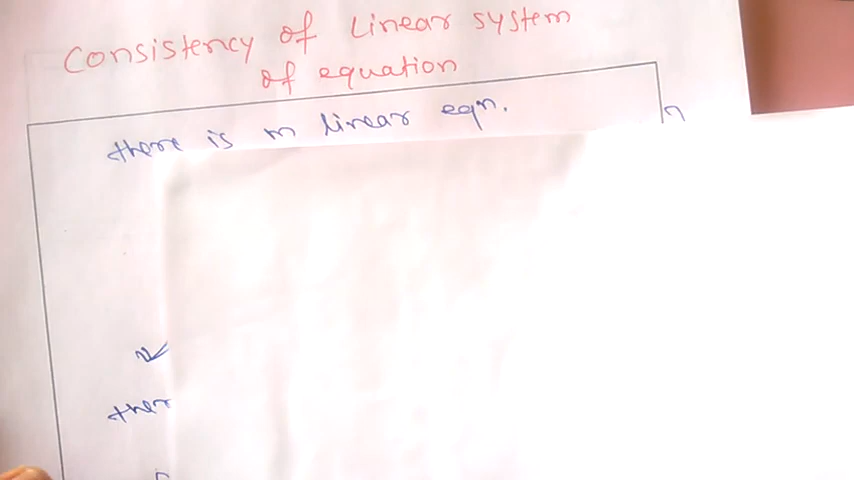 Consistency of Linear system
of equation
there is m linear eqn.